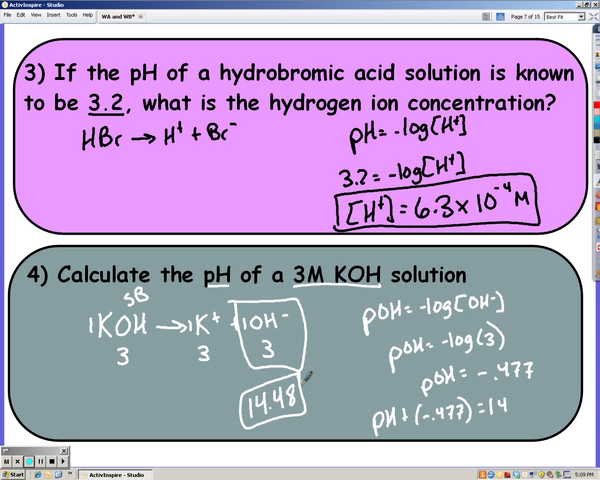 ActivInspire - Studio
File Edit View Insert Tools Help WA and WB*
Page 7 of 15 Best Fit
3) If the pH of a hydrobromic acid solution is known
to be 3.2, what is the hydrogen ion concentration?
HBr → H⁺ + Br⁻
pH = -log[H⁺]
3.2 = -log[H⁺]
[H⁺] = 6.3 x 10⁻⁴ M
4) Calculate the pH of a 3M KOH solution
SB
1KOH → 1K⁺ + 1OH⁻
3 3 3
14.48
pOH = -log[OH-]
pOH = -log(3)
pOH = -.477
pH + (-.477) = 14
Start ActivInspire - Studio 5:09 PM